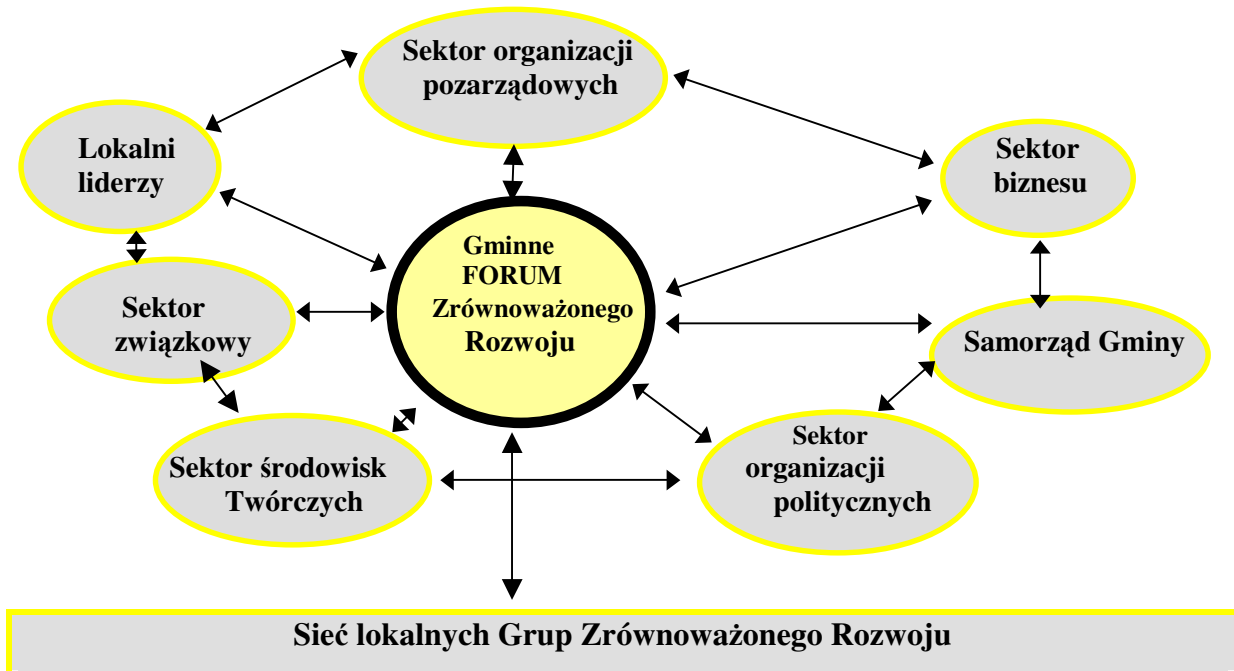 Sektor organizacji
pozarządowych
Lokalni
liderzy
Sektor
biznesu
Gminne
FORUM
Zrównoważonego
Rozwoju
Sektor
związkowy
Samorząd Gminy
Sektor środowisk
Twórczych
Sektor
organizacji
politycznych
Sieć lokalnych Grup Zrównoważonego Rozwoju